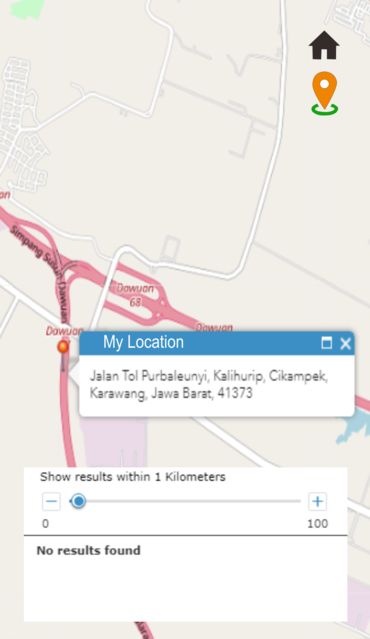 an
Simpang Susun Dawuan
Dawuan
68
Dawuan
Dawuan
My Location
Jalan Tol Purbaleunyi, Kalihurip, Cikampek,
Karawang, Jawa Barat, 41373
Show results within 1 Kilometers
0
100
No results found